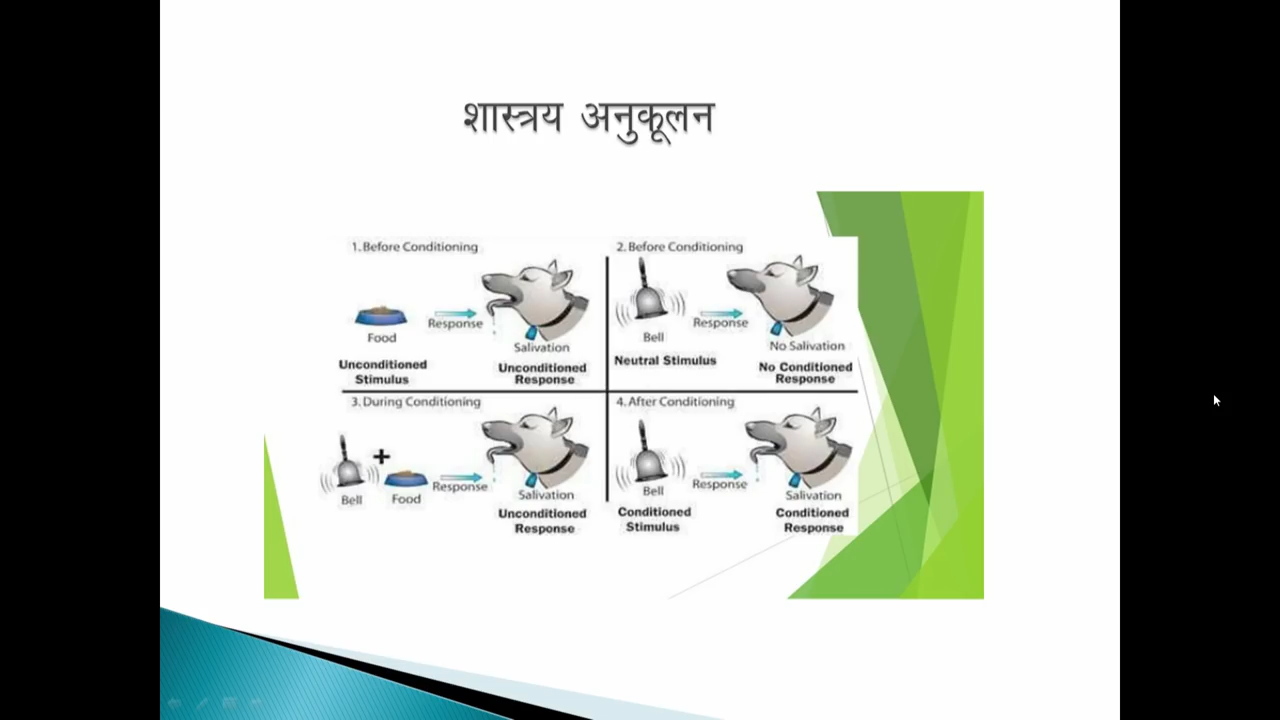 शास्त्रय अनुकूलन
1. Before Conditioning
Food
Response
Salivation
Unconditioned
Stimulus
Unconditioned
Response
2. Before Conditioning
Bell
Response
No Salivation
Neutral Stimulus
No Conditioned
Response
3. During Conditioning
+
Bell
Food
Response
Salivation
Unconditioned
Response
4. After Conditioning
Bell
Response
Salivation
Conditioned
Stimulus
Conditioned
Response